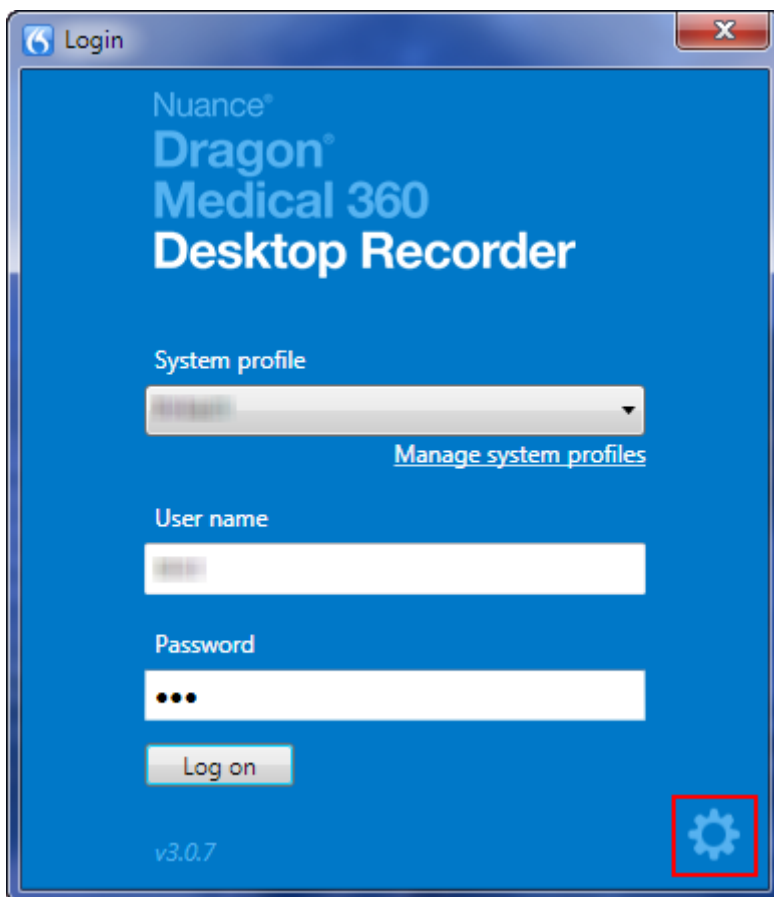 Login
Nuance®
Dragon®
Medical 360
Desktop Recorder
System profile
Manage system profiles
User name
Password
●●●
Log on
v3.0.7